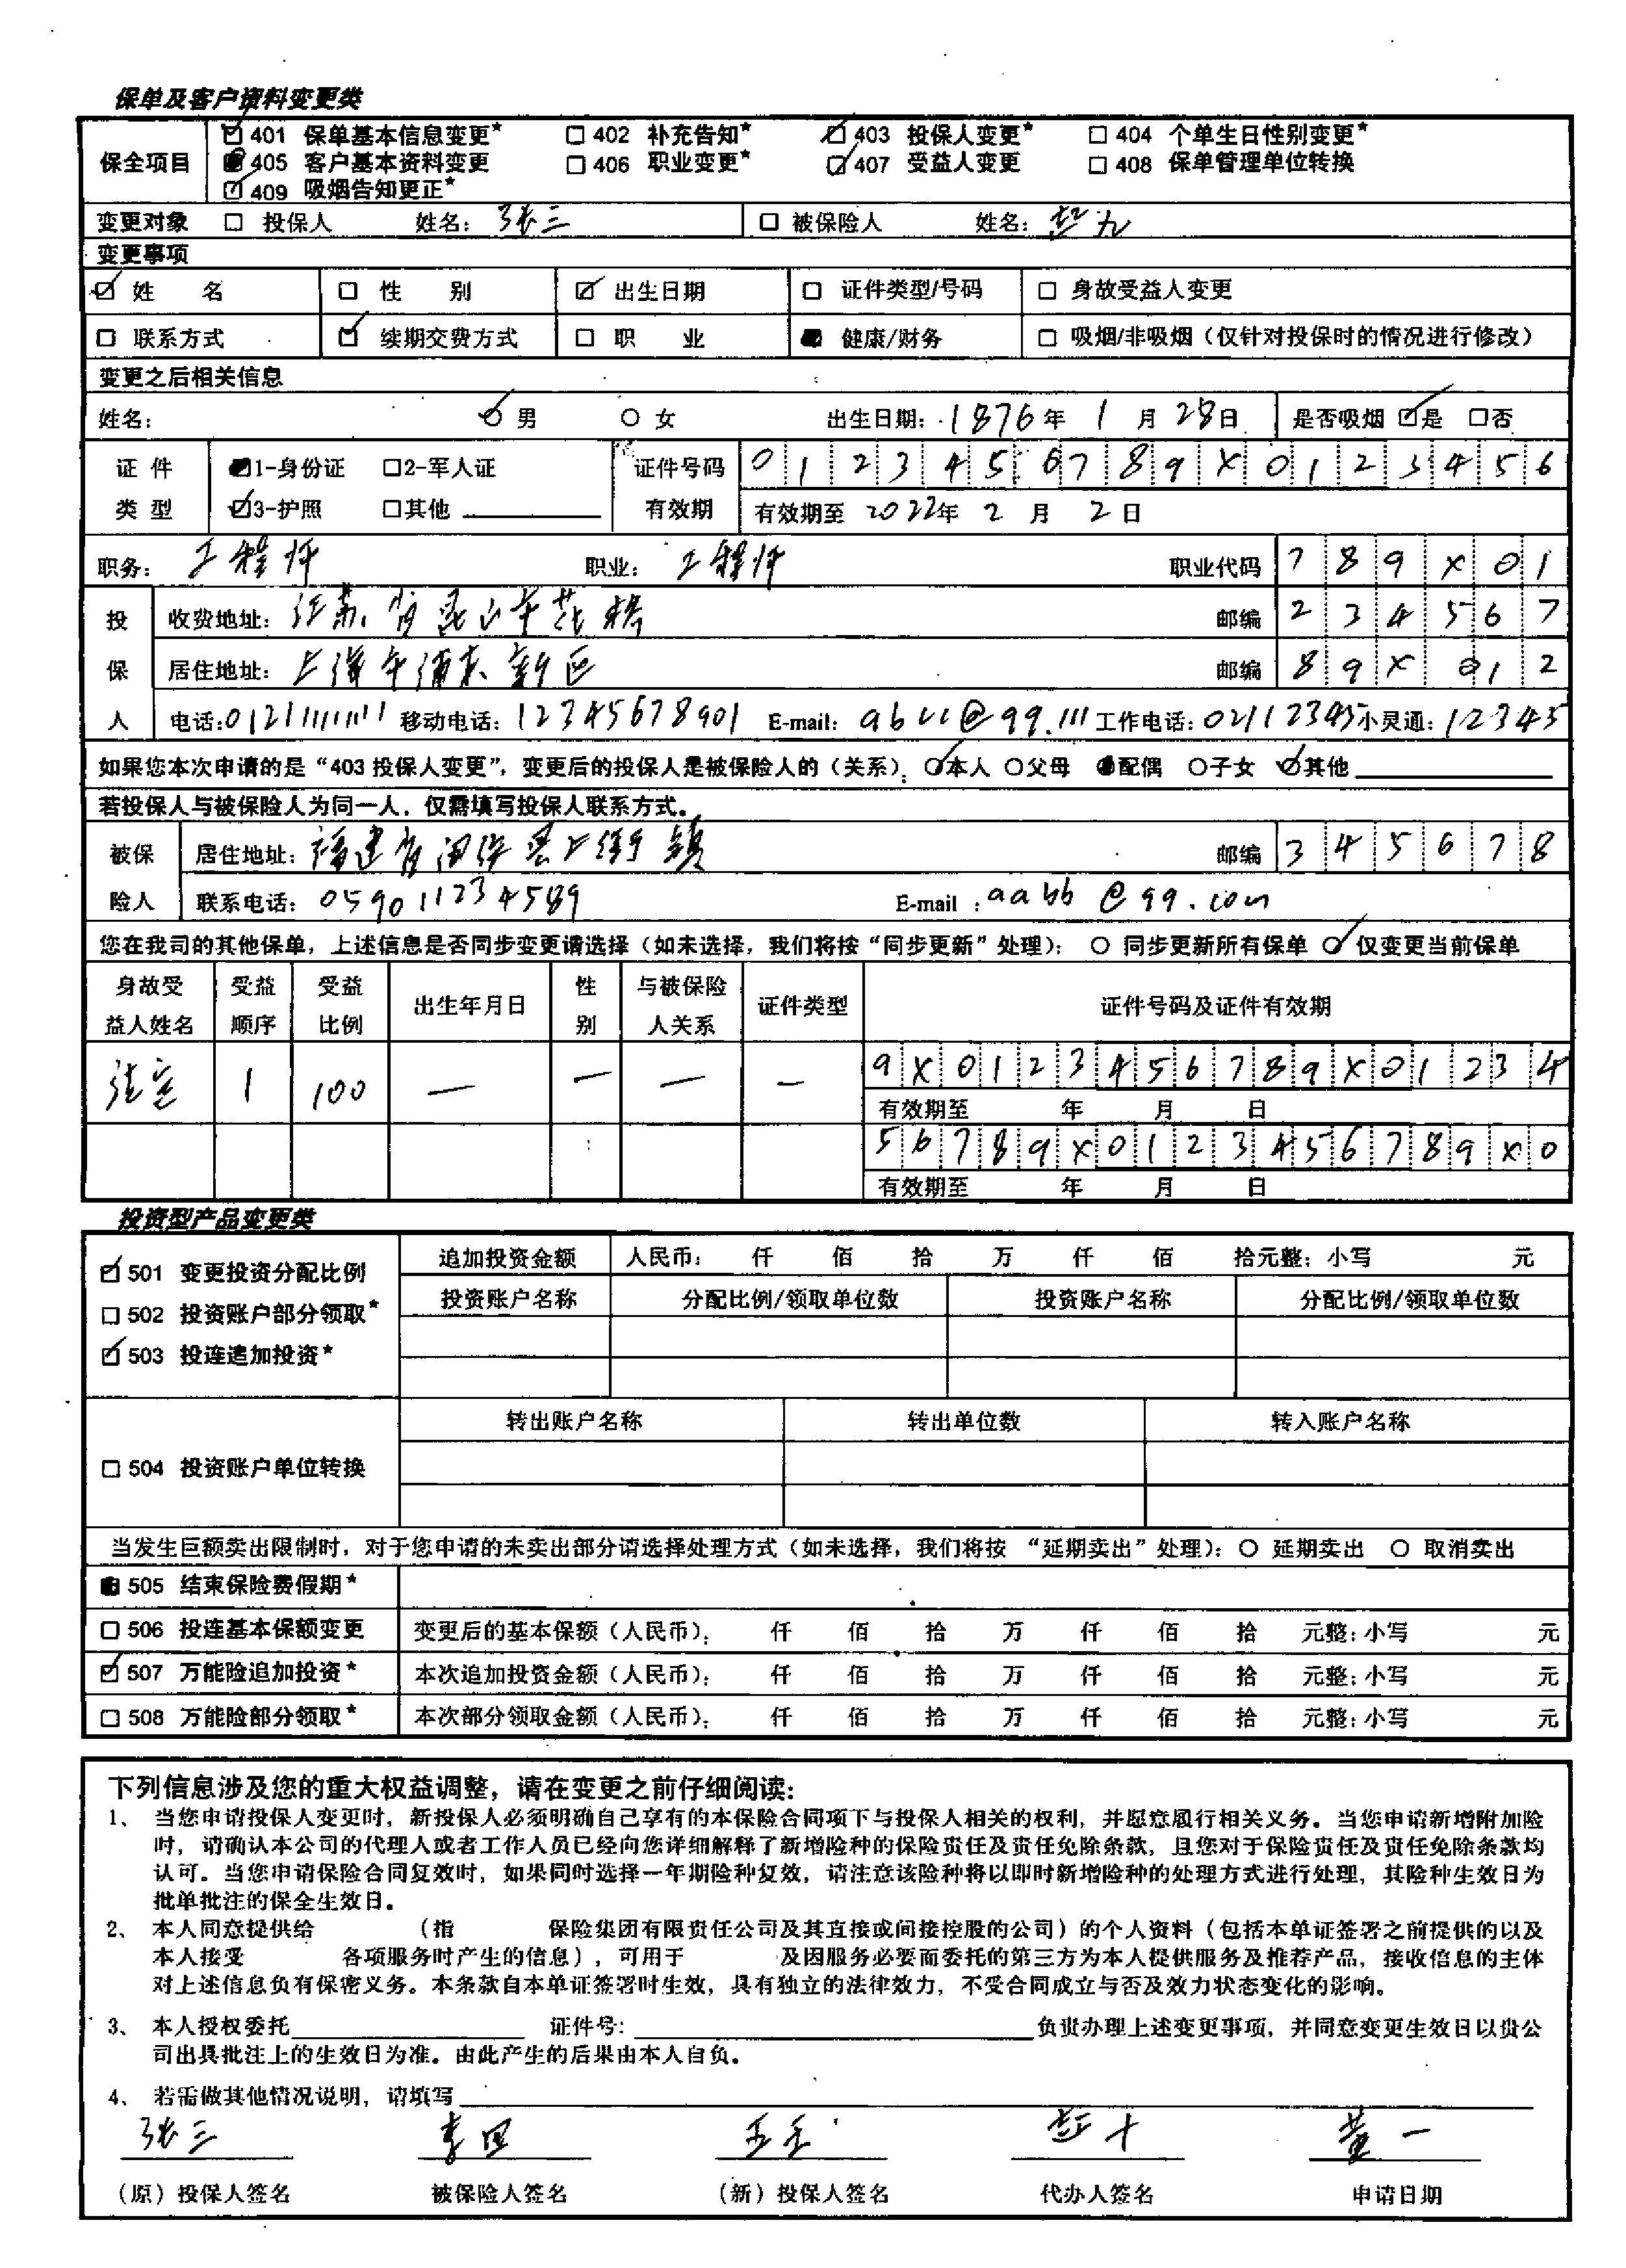 保单及客户资料变更类
保全项目 ☑ 401 保单基本信息变更* □ 402 补充告知* ☑ 403 投保人变更* □ 404 个单生日性别变更*
■ 405 客户基本资料变更 □ 406 职业变更* ☑ 407 受益人变更 □ 408 保单管理单位转换
☑ 409 吸烟告知更正*
变更对象 □ 投保人 姓名：张三 □ 被保险人 姓名：
变更事项
☑ 姓 名 □ 性 别 ☑ 出生日期 □ 证件类型/号码 □ 身故受益人变更
□ 联系方式 ☑ 续期交费方式 □ 职 业 ■ 健康/财务 □ 吸烟/非吸烟（仅针对投保时的情况进行修改）
变更之后相关信息
姓名： ☑ 男 ○ 女 出生日期：1876年 1 月 28日 是否吸烟 ☑是 □否
证 件 ■1-身份证 □2-军人证 证件号码 0 1 2 3 4 5 6 7 8 9 X 0 1 2 3 4 5 6
类 型 ☑3-护照 □其他 有效期 有效期至 2022年 2 月 2 日
职务：工程师 职业：工程师 职业代码 7 8 9 X 0 1
投 收费地址：江苏省昆山市花桥 邮编 2 3 4 5 6 7
保 居住地址：上海市浦东新区 邮编 8 9 X 0 1 2
人 电话:01211111111 移动电话：12345678901 E-mail：abcc@qq.111 工作电话：02112345 小灵通：12345
如果您本次申请的是“403 投保人变更”，变更后的投保人是被保险人的（关系）：☑本人 ○父母 ●配偶 ○子女 ☑其他
若投保人与被保险人为同一人，仅需填写投保人联系方式。
被保 居住地址：福建省闽侯县上街镇 邮编 3 4 5 6 7 8
险人 联系电话：059011234589 E-mail：aabb@qq.com
您在我司的其他保单，上述信息是否同步变更请选择（如未选择，我们将按“同步更新”处理）：○ 同步更新所有保单 ☑ 仅变更当前保单
身故受益人姓名 受益顺序 受益比例 出生年月日 性别 与被保险人关系 证件类型 证件号码及证件有效期
法定 1 100 — — — — 9 X 0 1 2 3 4 5 6 7 8 9 X 0 1 2 3 4
有效期至 年 月 日
5 6 7 8 9 X 0 1 2 3 4 5 6 7 8 9 X 0
有效期至 年 月 日
投资型产品变更类
☑ 501 变更投资分配比例 追加投资金额 人民币： 仟 佰 拾 万 仟 佰 拾元整；小写 元
□ 502 投资账户部分领取* 投资账户名称 分配比例/领取单位数 投资账户名称 分配比例/领取单位数
☑ 503 投连追加投资*
转出账户名称 转出单位数 转入账户名称
□ 504 投资账户单位转换
当发生巨额卖出限制时，对于您申请的未卖出部分请选择处理方式（如未选择，我们将按 “延期卖出”处理）：○ 延期卖出 ○ 取消卖出
■ 505 结束保险费假期*
□ 506 投连基本保额变更 变更后的基本保额（人民币）： 仟 佰 拾 万 仟 佰 拾 元整；小写 元
☑ 507 万能险追加投资* 本次追加投资金额（人民币）： 仟 佰 拾 万 仟 佰 拾 元整；小写 元
□ 508 万能险部分领取* 本次部分领取金额（人民币）： 仟 佰 拾 万 仟 佰 拾 元整；小写 元
下列信息涉及您的重大权益调整，请在变更之前仔细阅读：
1、 当您申请投保人变更时，新投保人必须明确自己享有的本保险合同项下与投保人相关的权利，并愿意履行相关义务。当您申请新增附加险
时，请确认本公司的代理人或者工作人员已经向您详细解释了新增险种的保险责任及责任免除条款，且您对于保险责任及责任免除条款均
认可。当您申请保险合同复效时，如果同时选择一年期险种复效，请注意该险种将以即时新增险种的处理方式进行处理，其险种生效日为
批单批注的保全生效日。
2、 本人同意提供给 （指 保险集团有限责任公司及其直接或间接控股的公司）的个人资料（包括本单证签署之前提供的以及
本人接受 各项服务时产生的信息），可用于 及因服务必要而委托的第三方为本人提供服务及推荐产品，接收信息的主体
对上述信息负有保密义务。本条款自本单证签署时生效，具有独立的法律效力，不受合同成立与否及效力状态变化的影响。
3、 本人授权委托 证件号： 负责办理上述变更事项，并同意变更生效日以贵公
司出具批注上的生效日为准。由此产生的后果由本人自负。
4、 若需做其他情况说明，请填写
张三 李四 王五 十 黄一
（原）投保人签名 被保险人签名 （新）投保人签名 代办人签名 申请日期